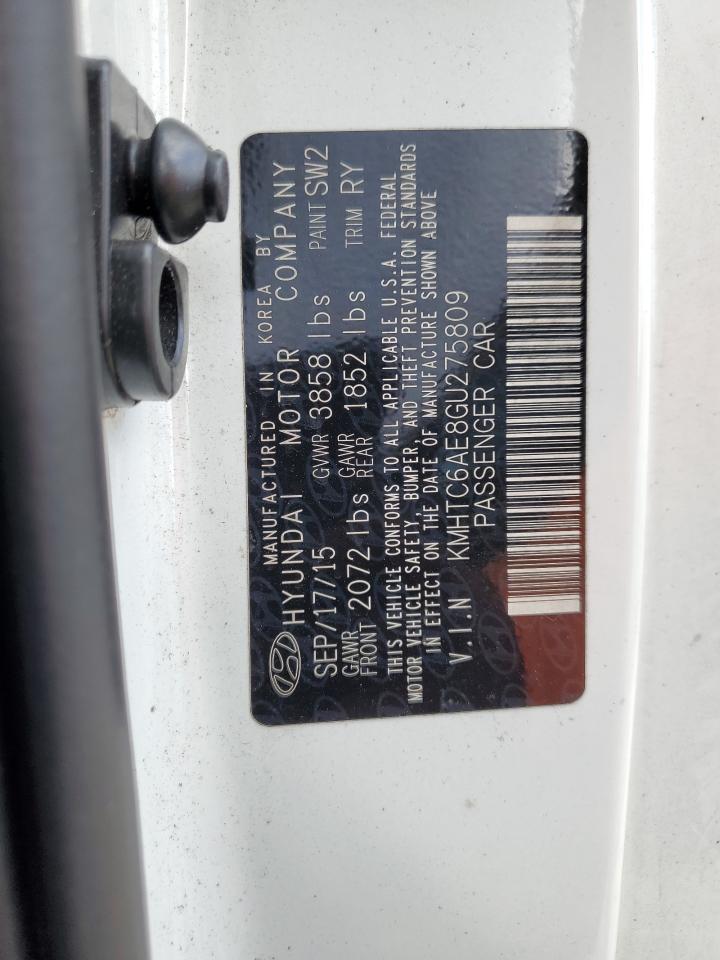 MANUFACTURED IN KOREA BY
HYUNDAI MOTOR COMPANY
SEP/17/15 GVWR 3858 lbs PAINT SW2
GAWR FRONT 2072 lbs GAWR REAR 1852 lbs TRIM RY
THIS VEHICLE CONFORMS TO ALL APPLICABLE U.S.A. FEDERAL
MOTOR VEHICLE SAFETY, BUMPER, AND THEFT PREVENTION STANDARDS
IN EFFECT ON THE DATE OF MANUFACTURE SHOWN ABOVE
V.I.N KMHTC6AE8GU275809
PASSENGER CAR